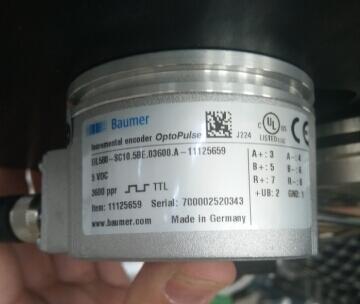 Baumer
Incremental encoder OptoPulse
J224
LISTED
EIL580-SC10.5BE.03600.A-11125659
5 VDC
3600 ppr TTL
Item: 11125659 Serial: 700002520343
www.baumer.com Made in Germany
A+: 3 A-: 4
B+: 5 B-: 6
R+: 7 R-: 8
+UB: 2 GND: 1